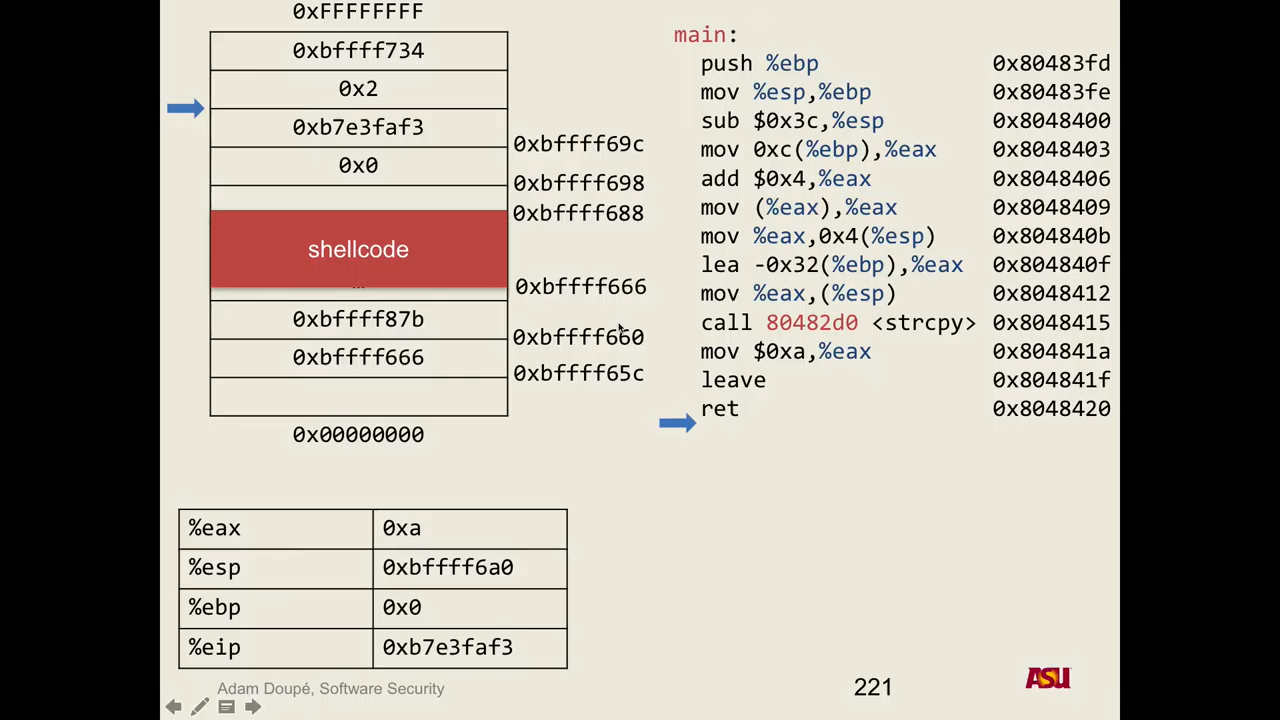 0xFFFFFFFF
0xbffff734
0x2
0xb7e3faf3
0xbffff69c
0x0
0xbffff698
0xbffff688
shellcode
…
0xbffff666
0xbffff87b
0xbffff660
0xbffff666
0xbffff65c
0x00000000
main:
push %ebp 0x80483fd
mov %esp,%ebp 0x80483fe
sub $0x3c,%esp 0x8048400
mov 0xc(%ebp),%eax 0x8048403
add $0x4,%eax 0x8048406
mov (%eax),%eax 0x8048409
mov %eax,0x4(%esp) 0x804840b
lea -0x32(%ebp),%eax 0x804840f
mov %eax,(%esp) 0x8048412
call 80482d0 <strcpy> 0x8048415
mov $0xa,%eax 0x804841a
leave 0x804841f
ret 0x8048420
%eax 0xa
%esp 0xbffff6a0
%ebp 0x0
%eip 0xb7e3faf3
Adam Doupé, Software Security
221
ASU